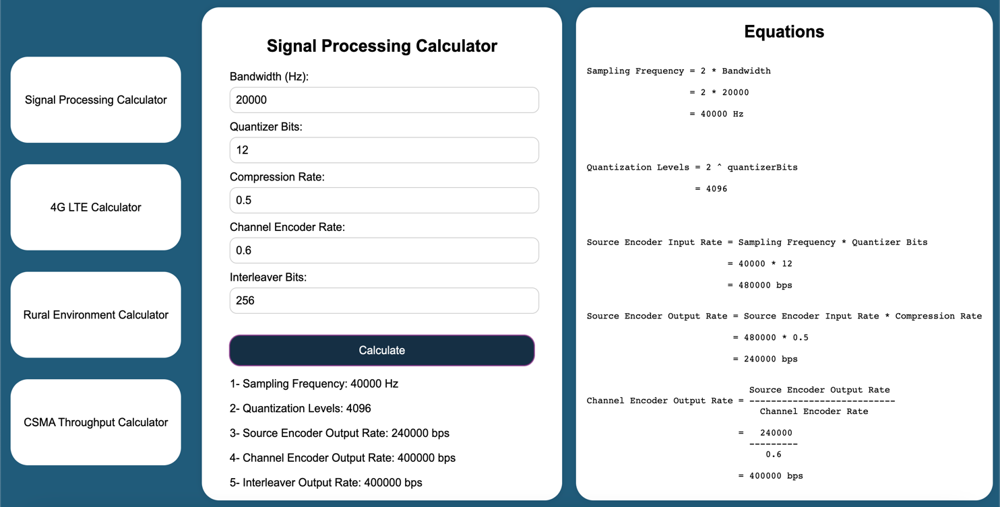 Signal Processing Calculator
4G LTE Calculator
Rural Environment Calculator
CSMA Throughput Calculator
Signal Processing Calculator
Bandwidth (Hz):
20000
Quantizer Bits:
12
Compression Rate:
0.5
Channel Encoder Rate:
0.6
Interleaver Bits:
256
Calculate
1- Sampling Frequency: 40000 Hz
2- Quantization Levels: 4096
3- Source Encoder Output Rate: 240000 bps
4- Channel Encoder Output Rate: 400000 bps
5- Interleaver Output Rate: 400000 bps
Equations
Sampling Frequency = 2 * Bandwidth
= 2 * 20000
= 40000 Hz
Quantization Levels = 2 ^ quantizerBits
= 4096
Source Encoder Input Rate = Sampling Frequency * Quantizer Bits
= 40000 * 12
= 480000 bps
Source Encoder Output Rate = Source Encoder Input Rate * Compression Rate
= 480000 * 0.5
= 240000 bps
Source Encoder Output Rate
Channel Encoder Output Rate = ---------------------------
Channel Encoder Rate
= 240000
---------
0.6
= 400000 bps